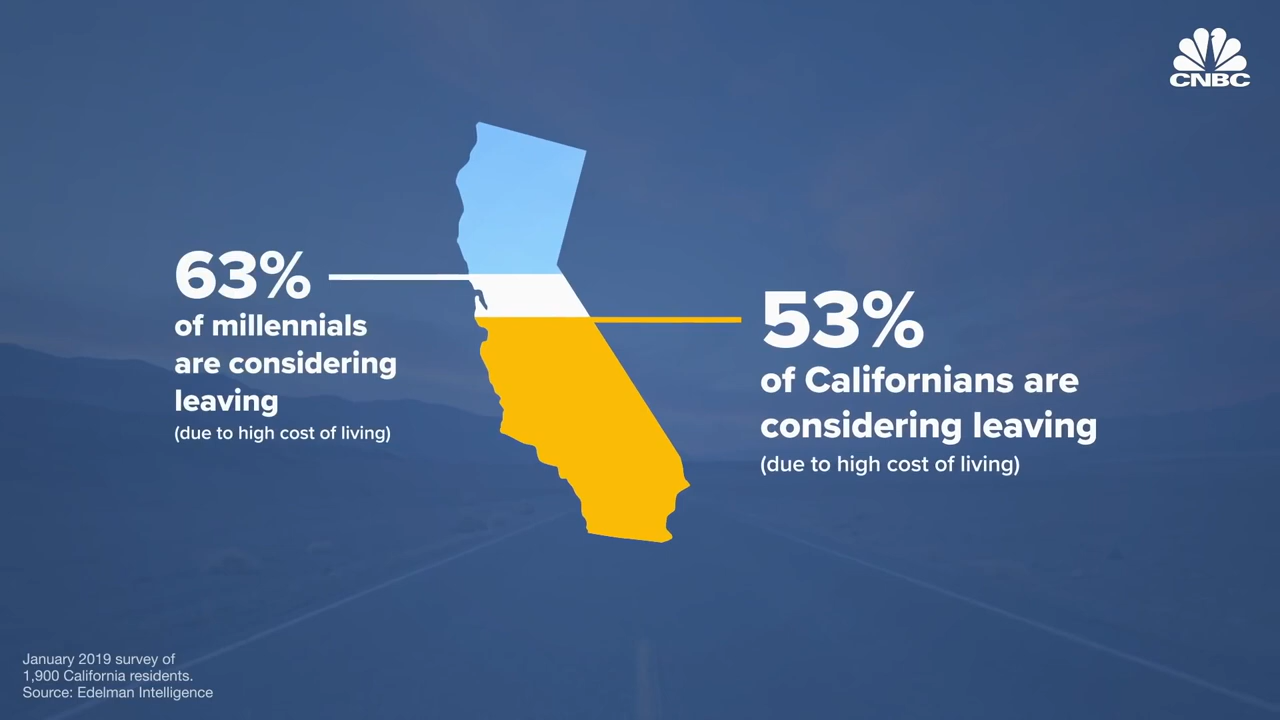 CNBC
63%
of millennials
are considering
leaving
(due to high cost of living)
53%
of Californians are
considering leaving
(due to high cost of living)
January 2019 survey of
1,900 California residents.
Source: Edelman Intelligence